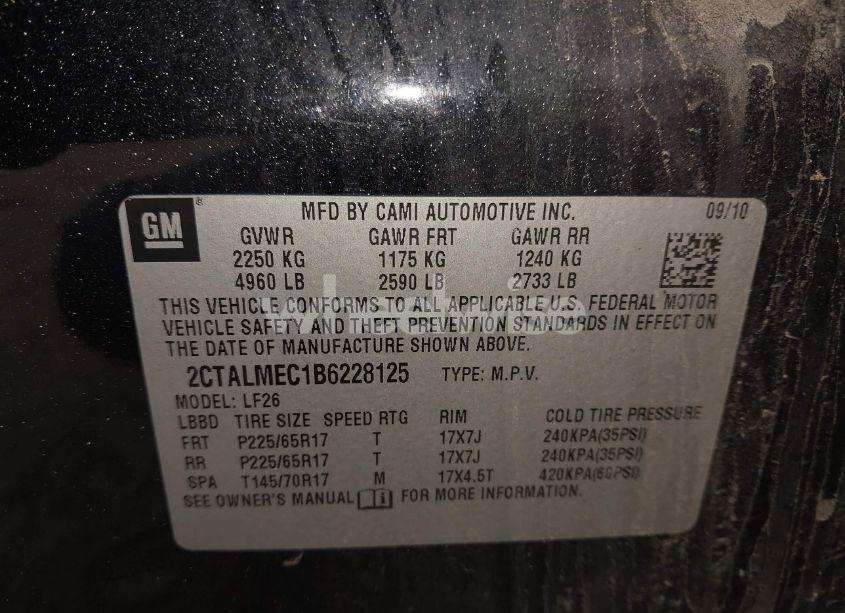 GM
MFD BY CAMI AUTOMOTIVE INC. 09/10
GVWR GAWR FRT GAWR RR
2250 KG 1175 KG 1240 KG
4960 LB 2590 LB 2733 LB
THIS VEHICLE CONFORMS TO ALL APPLICABLE U.S. FEDERAL MOTOR
VEHICLE SAFETY AND THEFT PREVENTION STANDARDS IN EFFECT ON
THE DATE OF MANUFACTURE SHOWN ABOVE.
2CTALMEC1B6228125 TYPE: M.P.V.
MODEL: LF26
LBBD TIRE SIZE SPEED RTG RIM COLD TIRE PRESSURE
FRT P225/65R17 T 17X7J 240KPA(35PSI)
RR P225/65R17 T 17X7J 240KPA(35PSI)
SPA T145/70R17 M 17X4.5T 420KPA(60PSI)
SEE OWNER'S MANUAL FOR MORE INFORMATION.